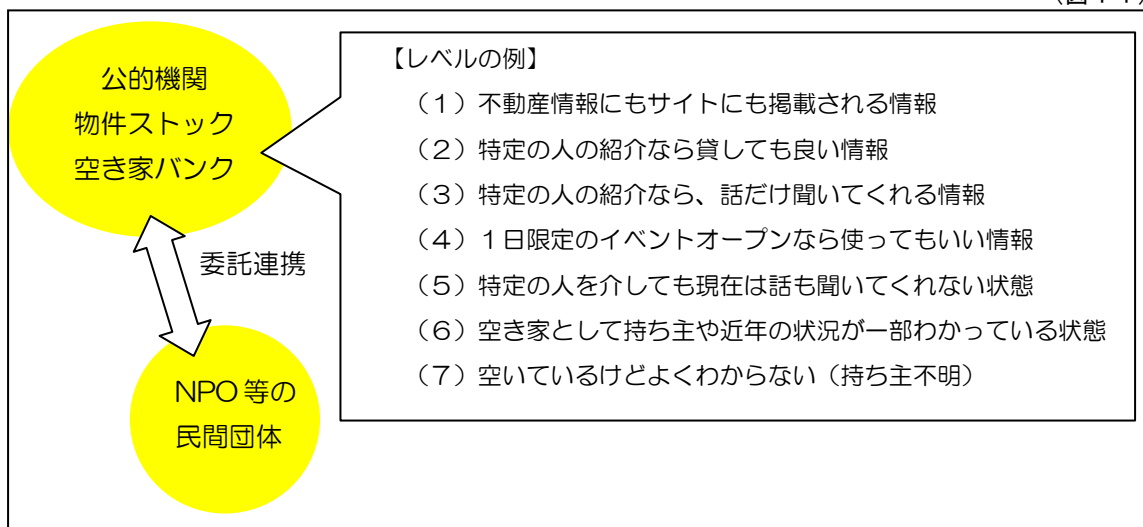 公的機関
物件ストック
空き家バンク
委託連携
NPO等の
民間団体
【レベルの例】
(1)不動産情報にもサイトにも掲載される情報
(2)特定の人の紹介なら貸しても良い情報
(3)特定の人の紹介なら、話だけ聞いてくれる情報
(4)1日限定のイベントオープンなら使ってもいい情報
(5)特定の人を介しても現在は話も聞いてくれない状態
(6)空き家として持ち主や近年の状況が一部わかっている状態
(7)空いているけどよくわからない(持ち主不明)